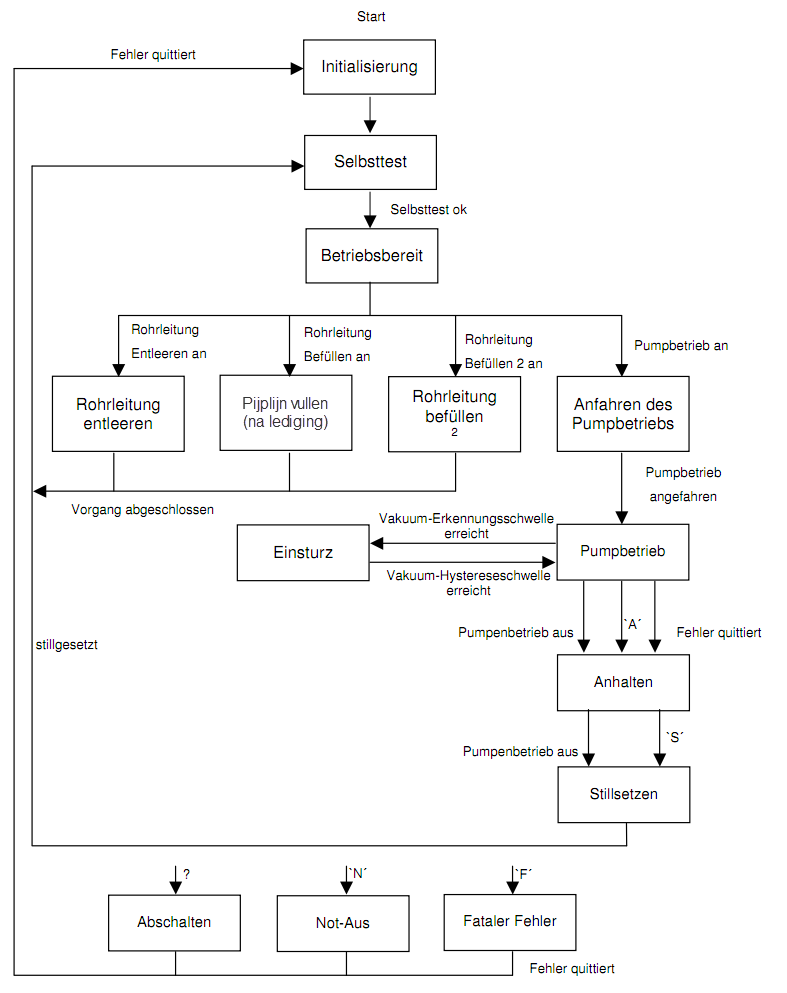 Start
Fehler quittiert
Initialisierung
Selbsttest
Selbsttest ok
Betriebsbereit
Rohrleitung
Entleeren an
Rohrleitung
Befüllen an
Rohrleitung
Befüllen 2 an
Pumpbetrieb an
Rohrleitung
entleeren
Pijplijn vullen
(na lediging)
Rohrleitung
befüllen
2
Anfahren des
Pumpbetriebs
Pumpbetrieb
angefahren
Vorgang abgeschlossen
Vakuum-Erkennungsschwelle
erreicht
Einsturz
Pumpbetrieb
Vakuum-Hystereseschwelle
erreicht
Pumpenbetrieb aus
`A´
Fehler quittiert
stillgesetzt
Anhalten
Pumpenbetrieb aus
`S´
Stillsetzen
?
`N´
`F´
Abschalten
Not-Aus
Fataler Fehler
Fehler quittiert